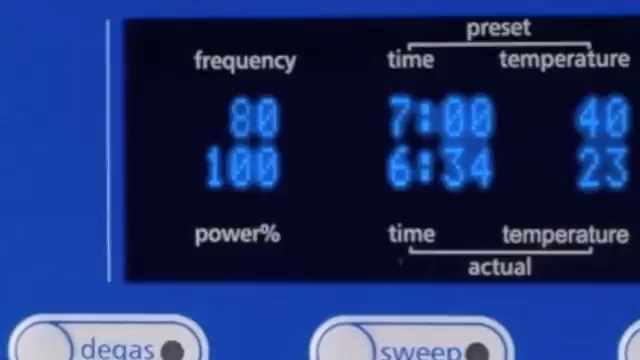 preset
frequency time temperature
80 7:00 40
100 6:34 23
power% time temperature
actual
degas sweep